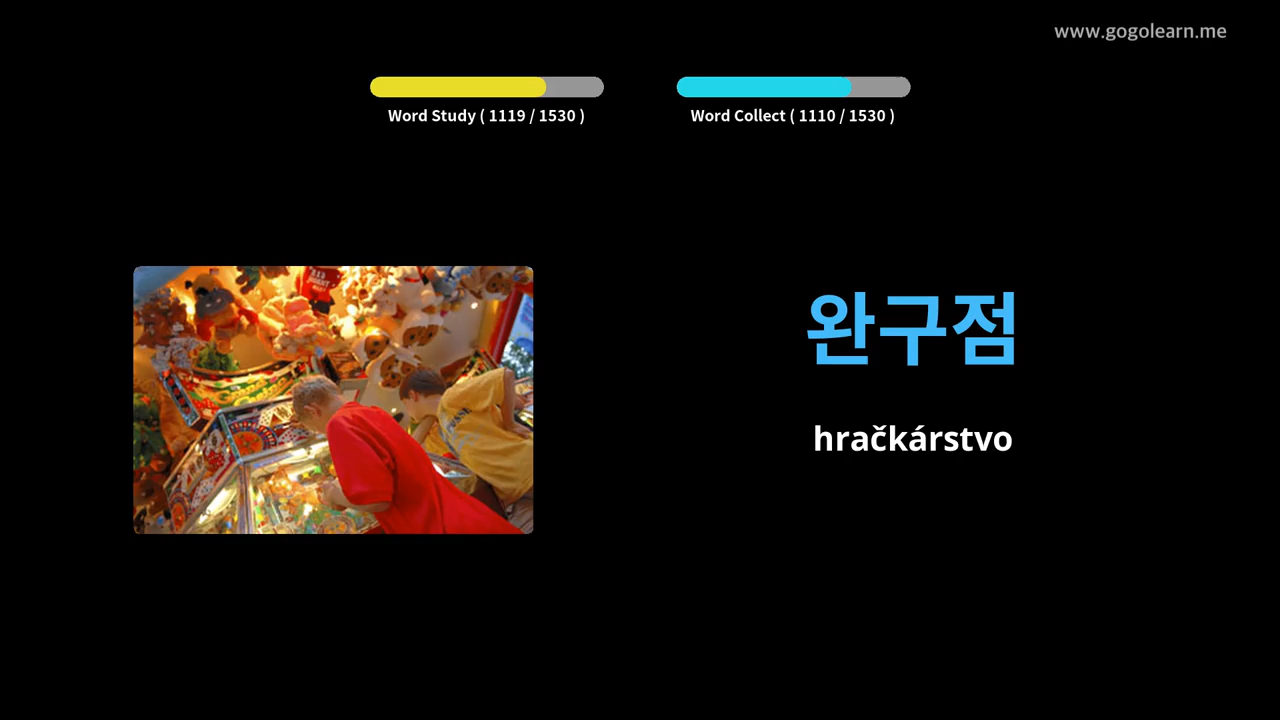 www.gogolearn.me
Word Study ( 1119 / 1530 )
Word Collect ( 1110 / 1530 )
완구점
hračkárstvo